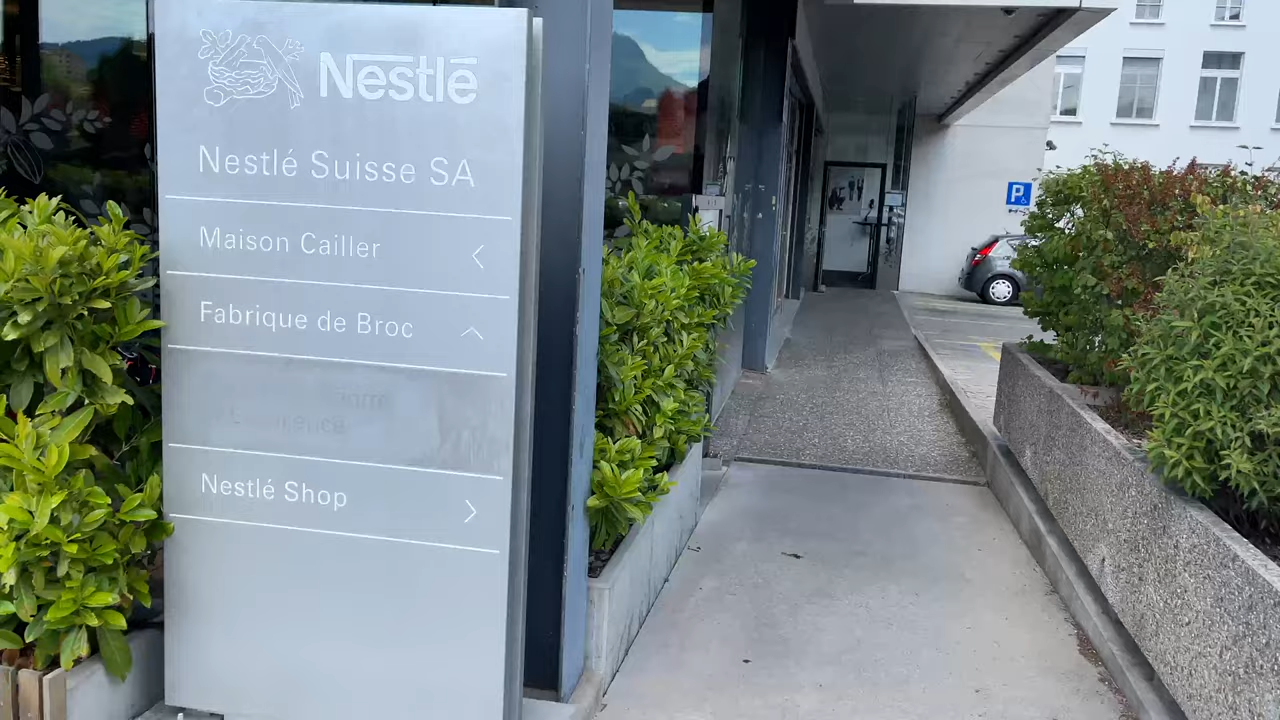 Nestlé
Nestlé Suisse SA
Maison Cailler
Fabrique de Broc
Nestlé Shop
P